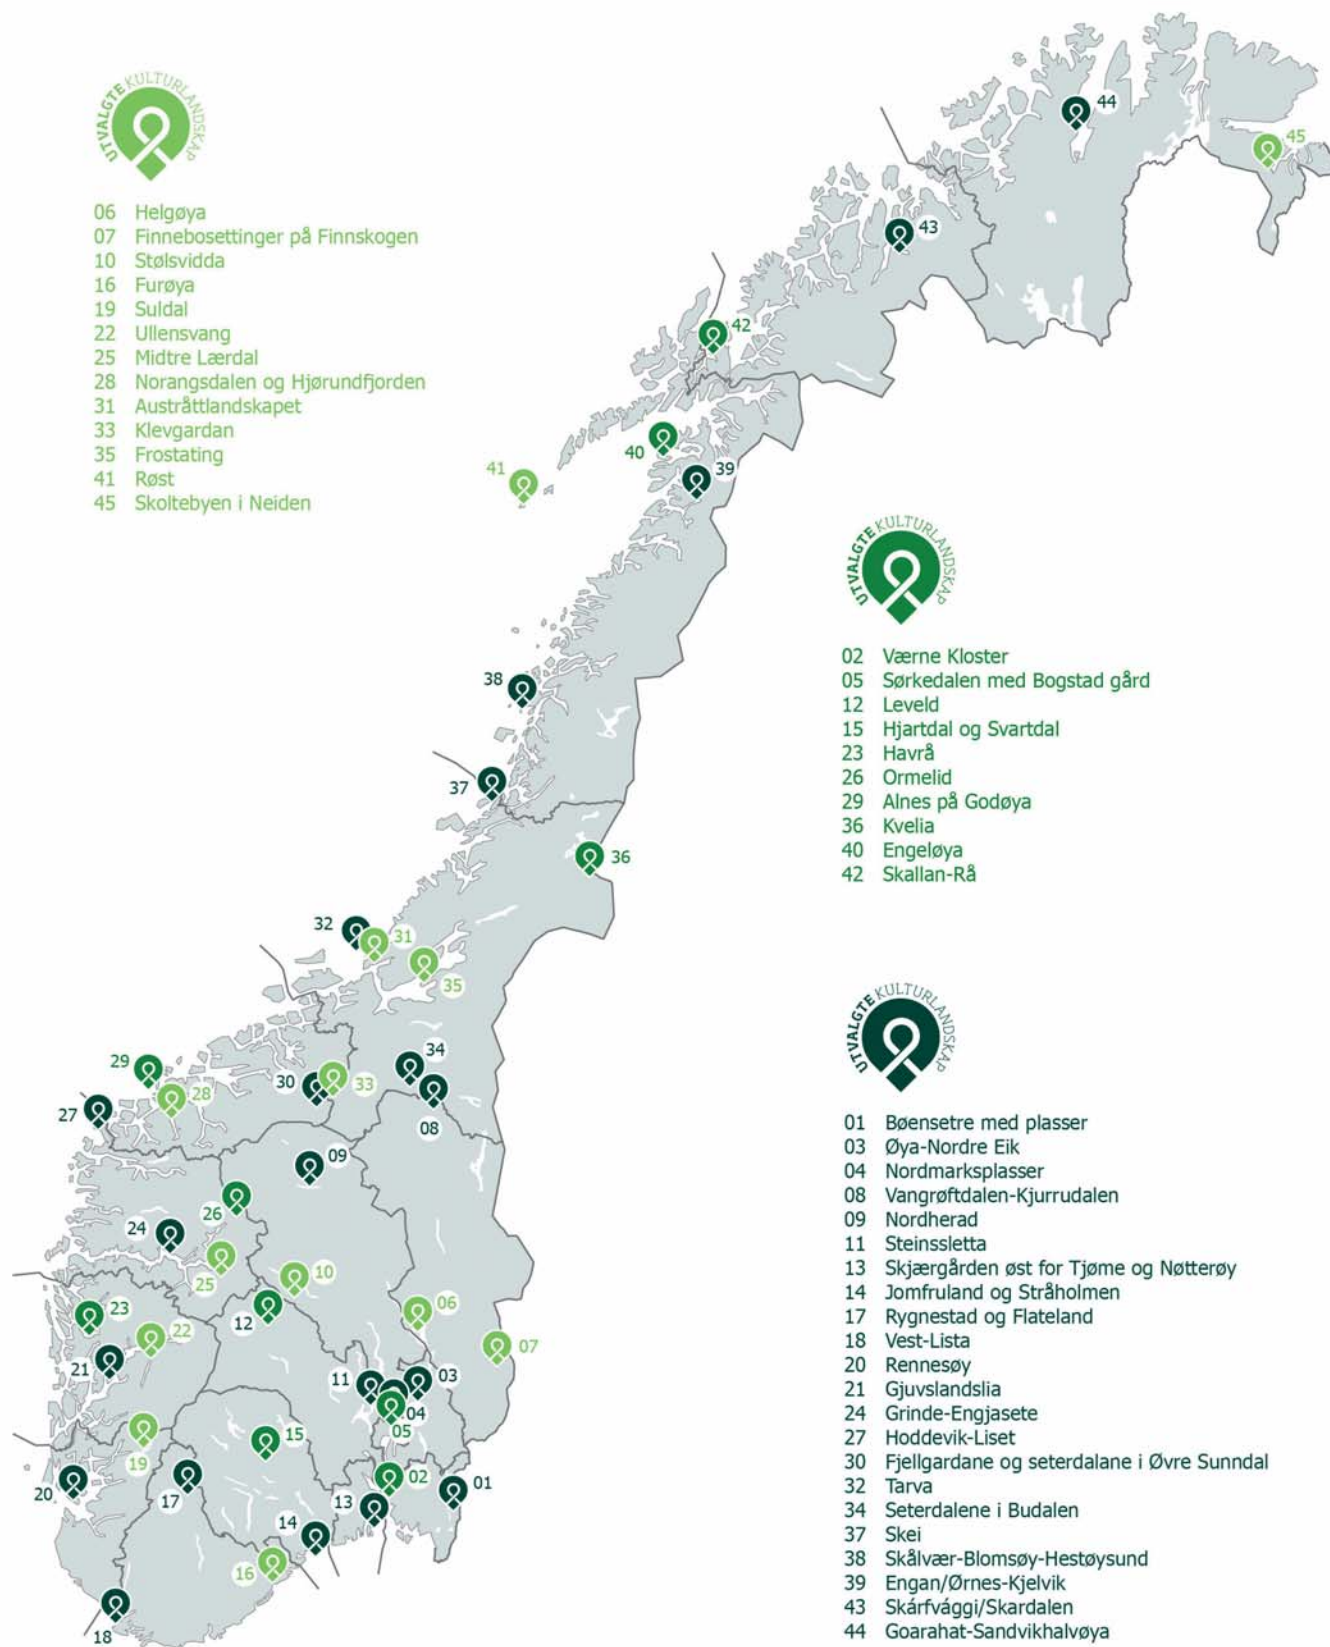 UTVALGTE KULTURLANDSKAP
06 Helgøya
07 Finnebosettinger på Finnskogen
10 Stølsvidda
16 Furøya
19 Suldal
22 Ullensvang
25 Midtre Lærdal
28 Norangsdalen og Hjørundfjorden
31 Austråttlandskapet
33 Klevgardan
35 Frostating
41 Røst
45 Skoltebyen i Neiden
UTVALGTE KULTURLANDSKAP
02 Værne Kloster
05 Sørkedalen med Bogstad gård
12 Leveld
15 Hjartdal og Svartdal
23 Havrå
26 Ormelid
29 Alnes på Godøya
36 Kvelia
40 Engeløya
42 Skallan-Rå
UTVALGTE KULTURLANDSKAP
01 Bøensetre med plasser
03 Øya-Nordre Eik
04 Nordmarksplasser
08 Vangrøftdalen-Kjurrudalen
09 Nordherad
11 Steinssletta
13 Skjærgården øst for Tjøme og Nøtterøy
14 Jomfruland og Stråholmen
17 Rygnestad og Flateland
18 Vest-Lista
20 Rennesøy
21 Gjuvslandslia
24 Grinde-Engjasete
27 Hoddevik-Liset
30 Fjellgardane og seterdalane i Øvre Sunndal
32 Tarva
34 Seterdalene i Budalen
37 Skei
38 Skålvær-Blomsøy-Hestøysund
39 Engan/Ørnes-Kjelvik
43 Skárfvággi/Skardalen
44 Goarahat-Sandvikhalvøya
44
45
43
42
40
41
39
38
37
36
32
31
35
29
28
27
30
33
34
08
09
26
24
25
10
12
06
07
23
22
21
11
03
04
05
15
19
20
17
02
01
13
14
16
18